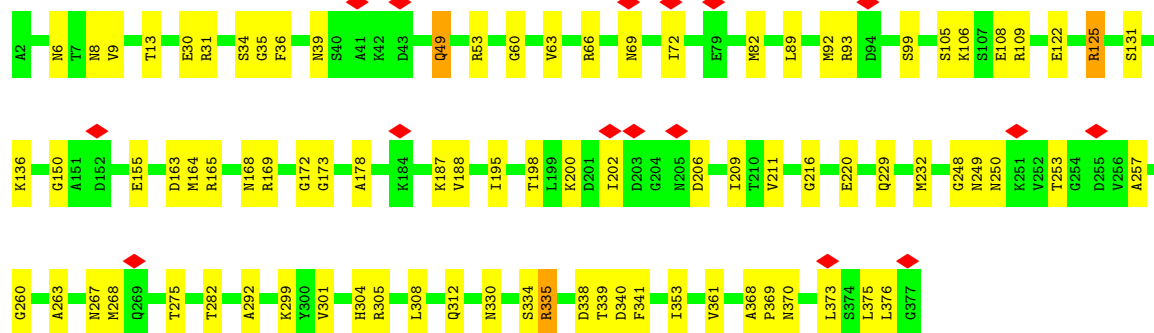 A2 N6 T7 N8 V9 T13 E30 R31 S34 G35 F36 N39 S40 A41 K42 D43 Q49 R53 G60 V63 R66 N69 I72 E79 M82 L89 M92 R93 D94 S99 S105 K106 S107 E108 R109 E122 R125 S131
K136 G150 A151 D152 E155 D163 M164 R165 N168 R169 G172 G173 A178 K184 K187 V188 I195 T198 L199 K200 D201 I202 D203 G204 N205 D206 I209 T210 V211 G216 E220 Q229 M232 G248 N249 N250 K251 V252 T253 G254 D255 V256 A257
G260 A263 N267 M268 Q269 T275 T282 A292 K299 Y300 V301 H304 R305 L308 Q312 N330 S334 R335 D338 T339 D340 F341 I353 V361 A368 P369 N370 L373 S374 L375 L376 G377